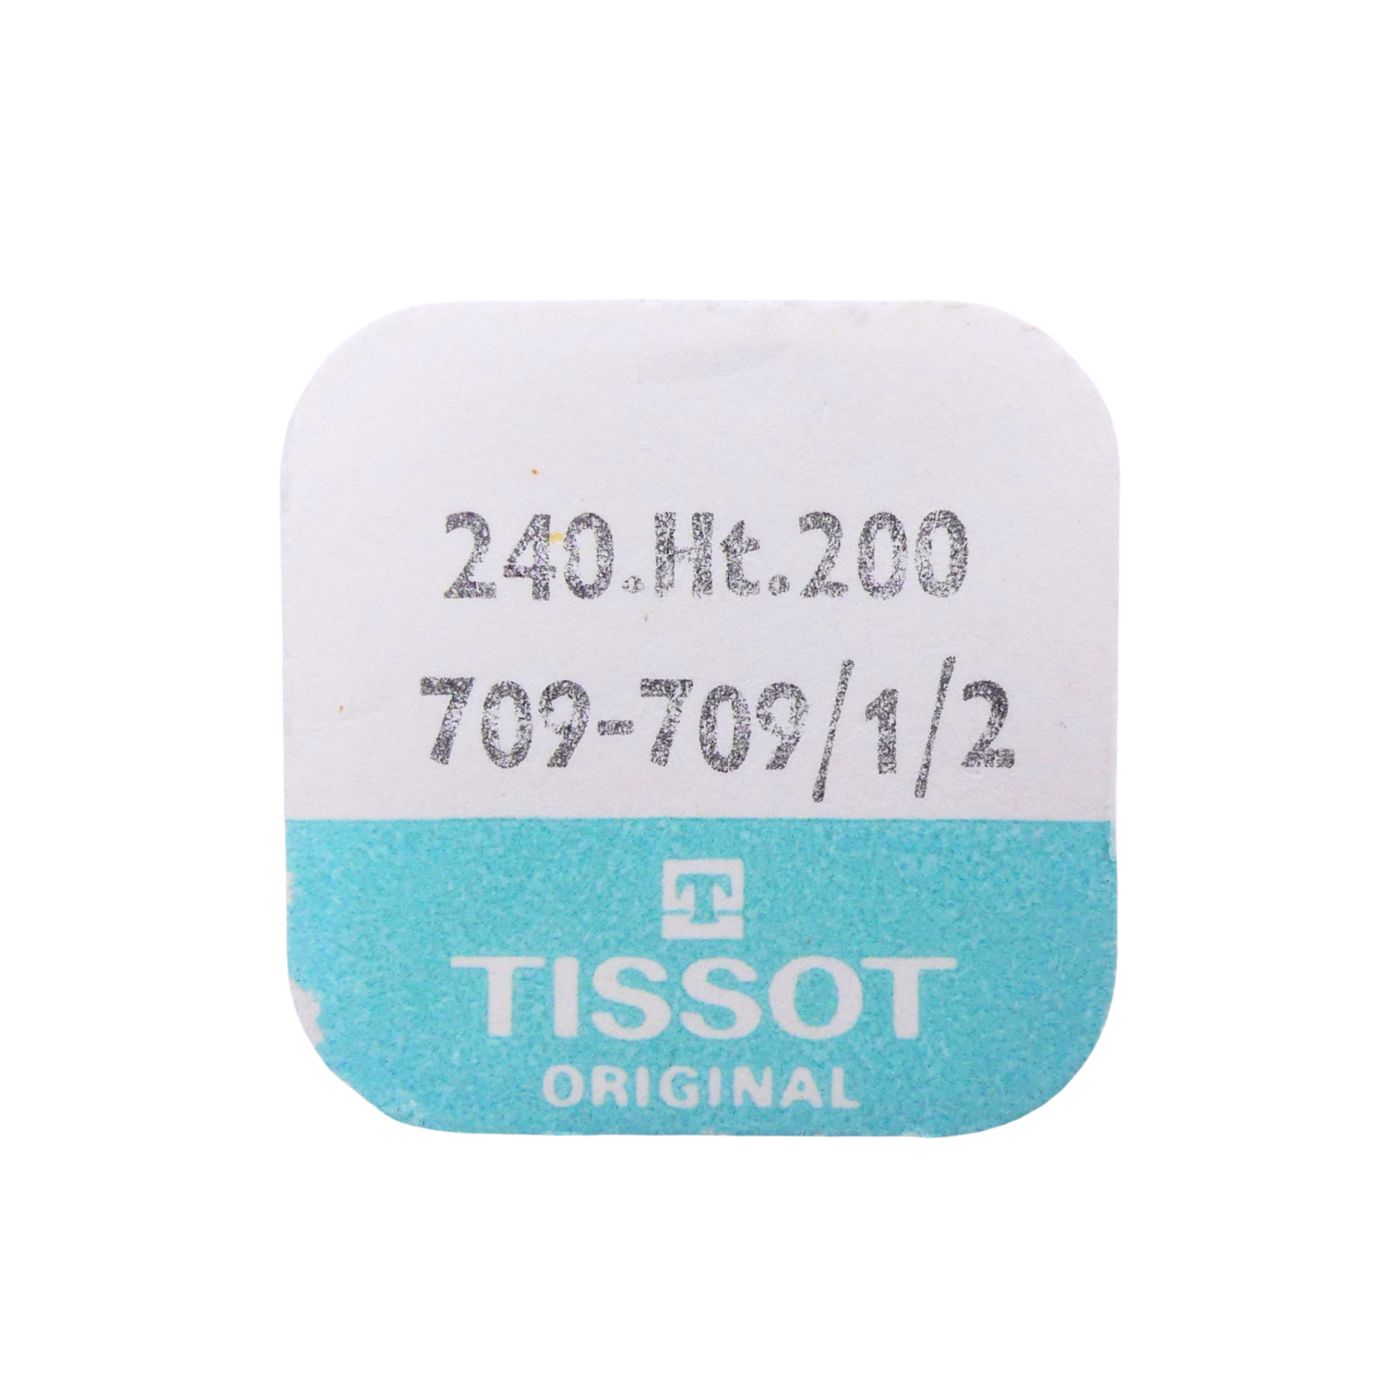 240.Ht.200
709-709/1/2
T
TISSOT
ORIGINAL